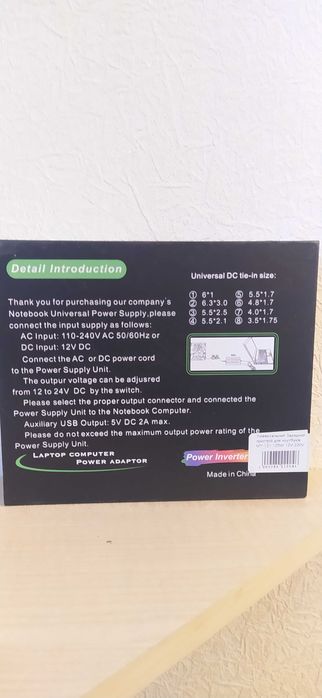 Detail Introduction
Universal DC tie-in size:
① 6*1 ⑤ 5.5*1.7
② 6.3*3.0 ⑥ 4.8*1.7
③ 5.5*2.5 ⑦ 4.0*1.7
④ 5.5*2.1 ⑧ 3.5*1.75
Thank you for purchasing our company's
Notebook Universal Power Supply,please
connect the input supply as follows:
AC Input: 110-240V AC 50/60Hz or
DC Input: 12V DC
Connect the AC or DC power cord
to the Power Supply Unit.
The outpur voltage can be adjusred
from 12 to 24V DC by the switch.
Please select the proper output connector and connected the
Power Supply Unit to the Notebook Computer.
Auxiliary USB Output: 5V DC 2A max.
Please do not exceed the maximum output power rating of the
Power Supply Unit.
LAPTOP COMPUTER
POWER ADAPTOR
Power Inverter
Made in China